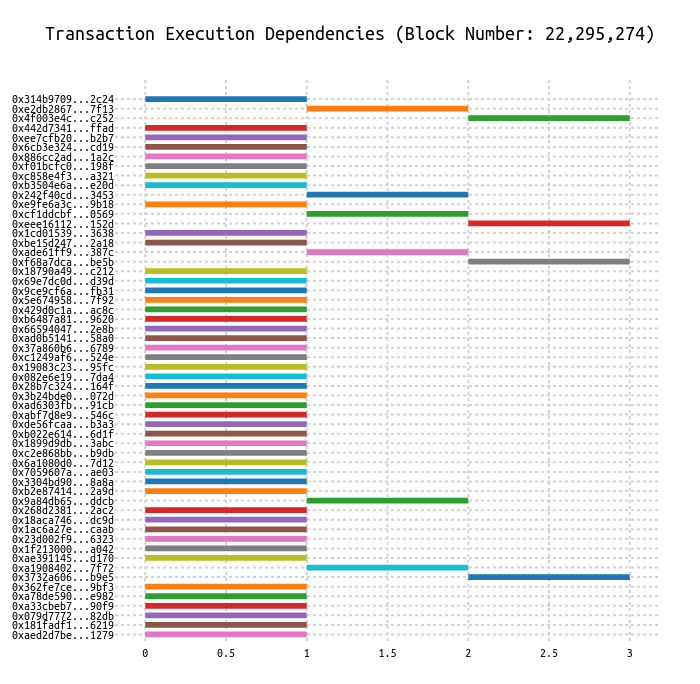 Transaction Execution Dependencies (Block Number: 22,295,274)
0x314b9709...2c24
0xe2db2867...7f13
0x4f003e4c...c252
0x442d7341...ffad
0xee7cfb20...b2b7
0x6cb3e324...cd19
0x886cc2ad...1a2c
0xf01bcfc0...198f
0xc858e4f3...a321
0xb3504e6a...e20d
0x242f40cd...3453
0xe9fe6a3c...9b18
0xcf1ddcbf...0569
0xeee16112...152d
0x1cd01539...3638
0xbe15d247...2a18
0xade61ff9...387c
0xf68a7dca...be5b
0x18790a49...c212
0x69e7dc0d...d39d
0x9ce9cf6a...fb31
0x5e674958...7f92
0x429d0c1a...ac8c
0xb6487a81...9620
0x66594047...2e8b
0xad0b5141...58a0
0x37a860b6...6789
0xc1249af6...524e
0x19083c23...95fc
0x082e6e19...7da4
0x28b7c324...164f
0x3b24bde0...072d
0xad6303fb...91cb
0xabf7d8e9...546c
0xde56fcaa...b3a3
0xb022e614...6d1f
0x1899d9db...3abc
0xc2e868bb...b9db
0x6a1080d0...7d12
0x7059607a...ae03
0x3304bd90...8a8a
0xb2e87414...2a9d
0x9a84db65...ddcb
0x268d2381...2ac2
0x18aca746...dc9d
0x1ac6a27e...caab
0x23d002f9...6323
0x1f213000...a042
0xae391145...d170
0xa1908402...7f72
0x3732a606...b9e5
0x362fe7ce...9bf3
0xa78de590...e982
0xa33cbeb7...90f9
0x079d7772...82db
0x181fadf1...6219
0xaed2d7be...1279
0 0.5 1 1.5 2 2.5 3